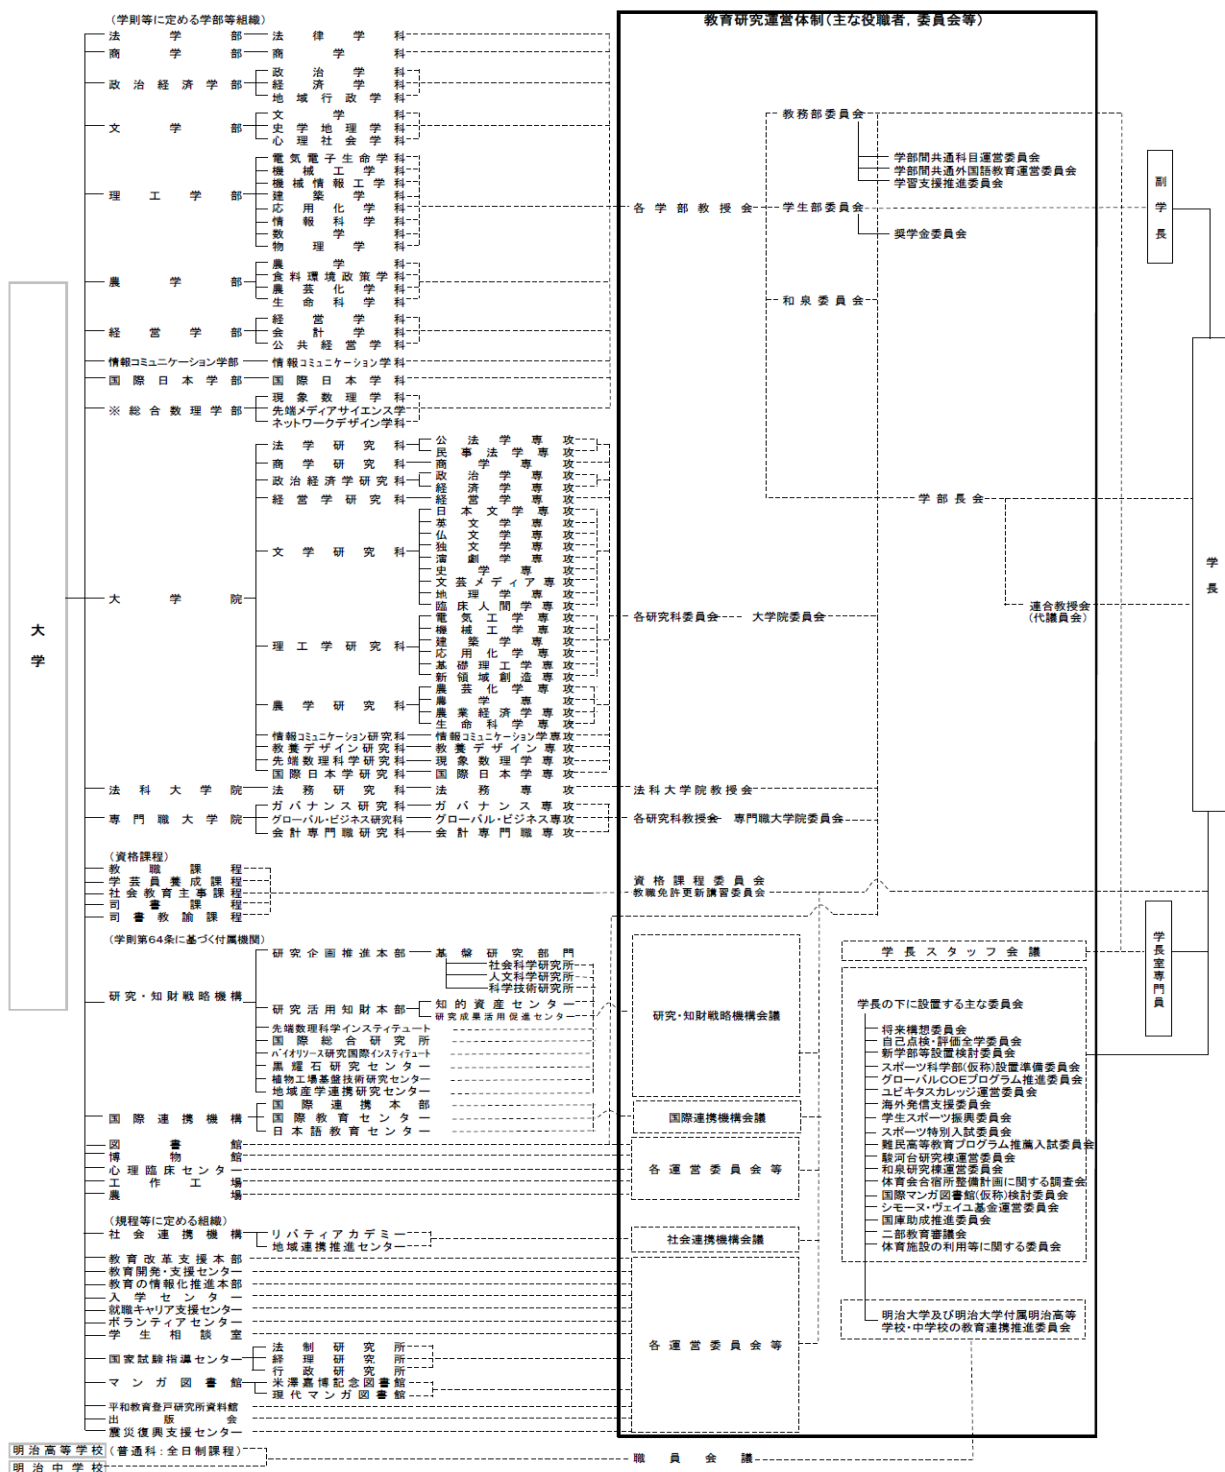 (学則等に定める学部等組織)
教育研究運営体制(主な役職者，委員会等)
法学部 法律学科
商学部 商学科
政治経済学部 政治学科
経済学科
地域行政学科
文学部 文学科
史学地理学科
心理社会学科
理工学部 電気電子生命学科
機械工学科
機械情報工学科
建築学科
応用化学科
情報科学科
数学科
物理学科
農学部 農学科
食料環境政策学科
農芸化学科
生命科学科
経営学部 経営学科
会計学科
公共経営学科
情報コミュニケーション学部 情報コミュニケーション学科
国際日本学部 国際日本学科
※総合数理学部 現象数理学科
先端メディアサイエンス学
ネットワークデザイン学科
大学
大学院
法学研究科 公法学専攻
民事法学専攻
商学研究科 商学専攻
政治経済学研究科 政治学専攻
経済学専攻
経営学研究科 経営学専攻
文学研究科 日本文学専攻
英文学専攻
仏文学専攻
独文学専攻
演劇学専攻
史学専攻
文芸メディア専攻
地理学専攻
臨床人間学専攻
理工学研究科 電気工学専攻
機械工学専攻
建築学専攻
応用化学専攻
基礎理工学専攻
新領域創造専攻
農学研究科 農芸化学専攻
農学専攻
農業経済学専攻
生命科学専攻
情報コミュニケーション研究科 情報コミュニケーション学専攻
教養デザイン研究科 教養デザイン専攻
先端数理科学研究科 現象数理学専攻
国際日本学研究科 国際日本学専攻
法科大学院 法務研究科 法務専攻
専門職大学院 ガバナンス研究科 ガバナンス専攻
グローバル・ビジネス研究科 グローバル・ビジネス専攻
会計専門職研究科 会計専門職専攻
(資格課程)
教職課程
学芸員養成課程
社会教育主事課程
司書課程
司書教諭課程
(学則第64条に基づく付属機関)
研究・知財戦略機構
研究企画推進本部 基盤研究部門
社会科学研究所
人文科学研究所
科学技術研究所
研究活用知財本部 知的資産センター
研究成果活用促進センター
先端数理科学インスティテュート
国際総合研究所
バイオリソース研究国際インスティテュート
黒耀石研究センター
植物工場基盤技術研究センター
地域産学連携研究センター
国際連携機構 国際連携本部
国際教育センター
日本語教育センター
図書館
博物館
心理臨床センター
工作工場
農場
(規程等に定める組織)
社会連携機構 リバティアカデミー
地域連携推進センター
教育改革支援本部
教育開発・支援センター
教育の情報化推進本部
入学センター
就職キャリア支援センター
ボランティアセンター
学生相談室
国家試験指導センター 法制研究所
経理研究所
行政研究所
マンガ図書館 米澤嘉博記念図書館
現代マンガ図書館
平和教育登戸研究所資料館
出版会
震災復興支援センター
明治高等学校 (普通科：全日制課程)
明治中学校
各学部教授会
教務部委員会
学部間共通科目運営委員会
学部間共通外国語教育運営委員会
学習支援推進委員会
学生部委員会
奨学金委員会
和泉委員会
学部長会
連合教授会
(代議員会)
各研究科委員会 大学院委員会
法科大学院教授会
各研究科教授会 専門職大学院委員会
資格課程委員会
教職免許更新講習委員会
研究・知財戦略機構会議
国際連携機構会議
各運営委員会等
社会連携機構会議
各運営委員会等
職員会議
学長スタッフ会議
学長の下に設置する主な委員会
将来構想委員会
自己点検・評価全学委員会
新学部等設置検討委員会
スポーツ科学部(仮称)設置準備委員会
グローバルCOEプログラム推進委員会
ユビキタスカレッジ運営委員会
海外発信支援委員会
学生スポーツ振興委員会
スポーツ特別入試委員会
難民高等教育プログラム推薦入試委員会
駿河台研究棟運営委員会
和泉研究棟運営委員会
体育会合宿所整備計画に関する調査会
国際マンガ図書館(仮称)検討委員会
シモーヌ・ヴェイユ基金運営委員会
国庫助成推進委員会
二部教育審議会
体育施設の利用等に関する委員会
明治大学及び明治大学付属明治高等
学校・中学校の教育連携推進委員会
副学長
学長
学長室専門員